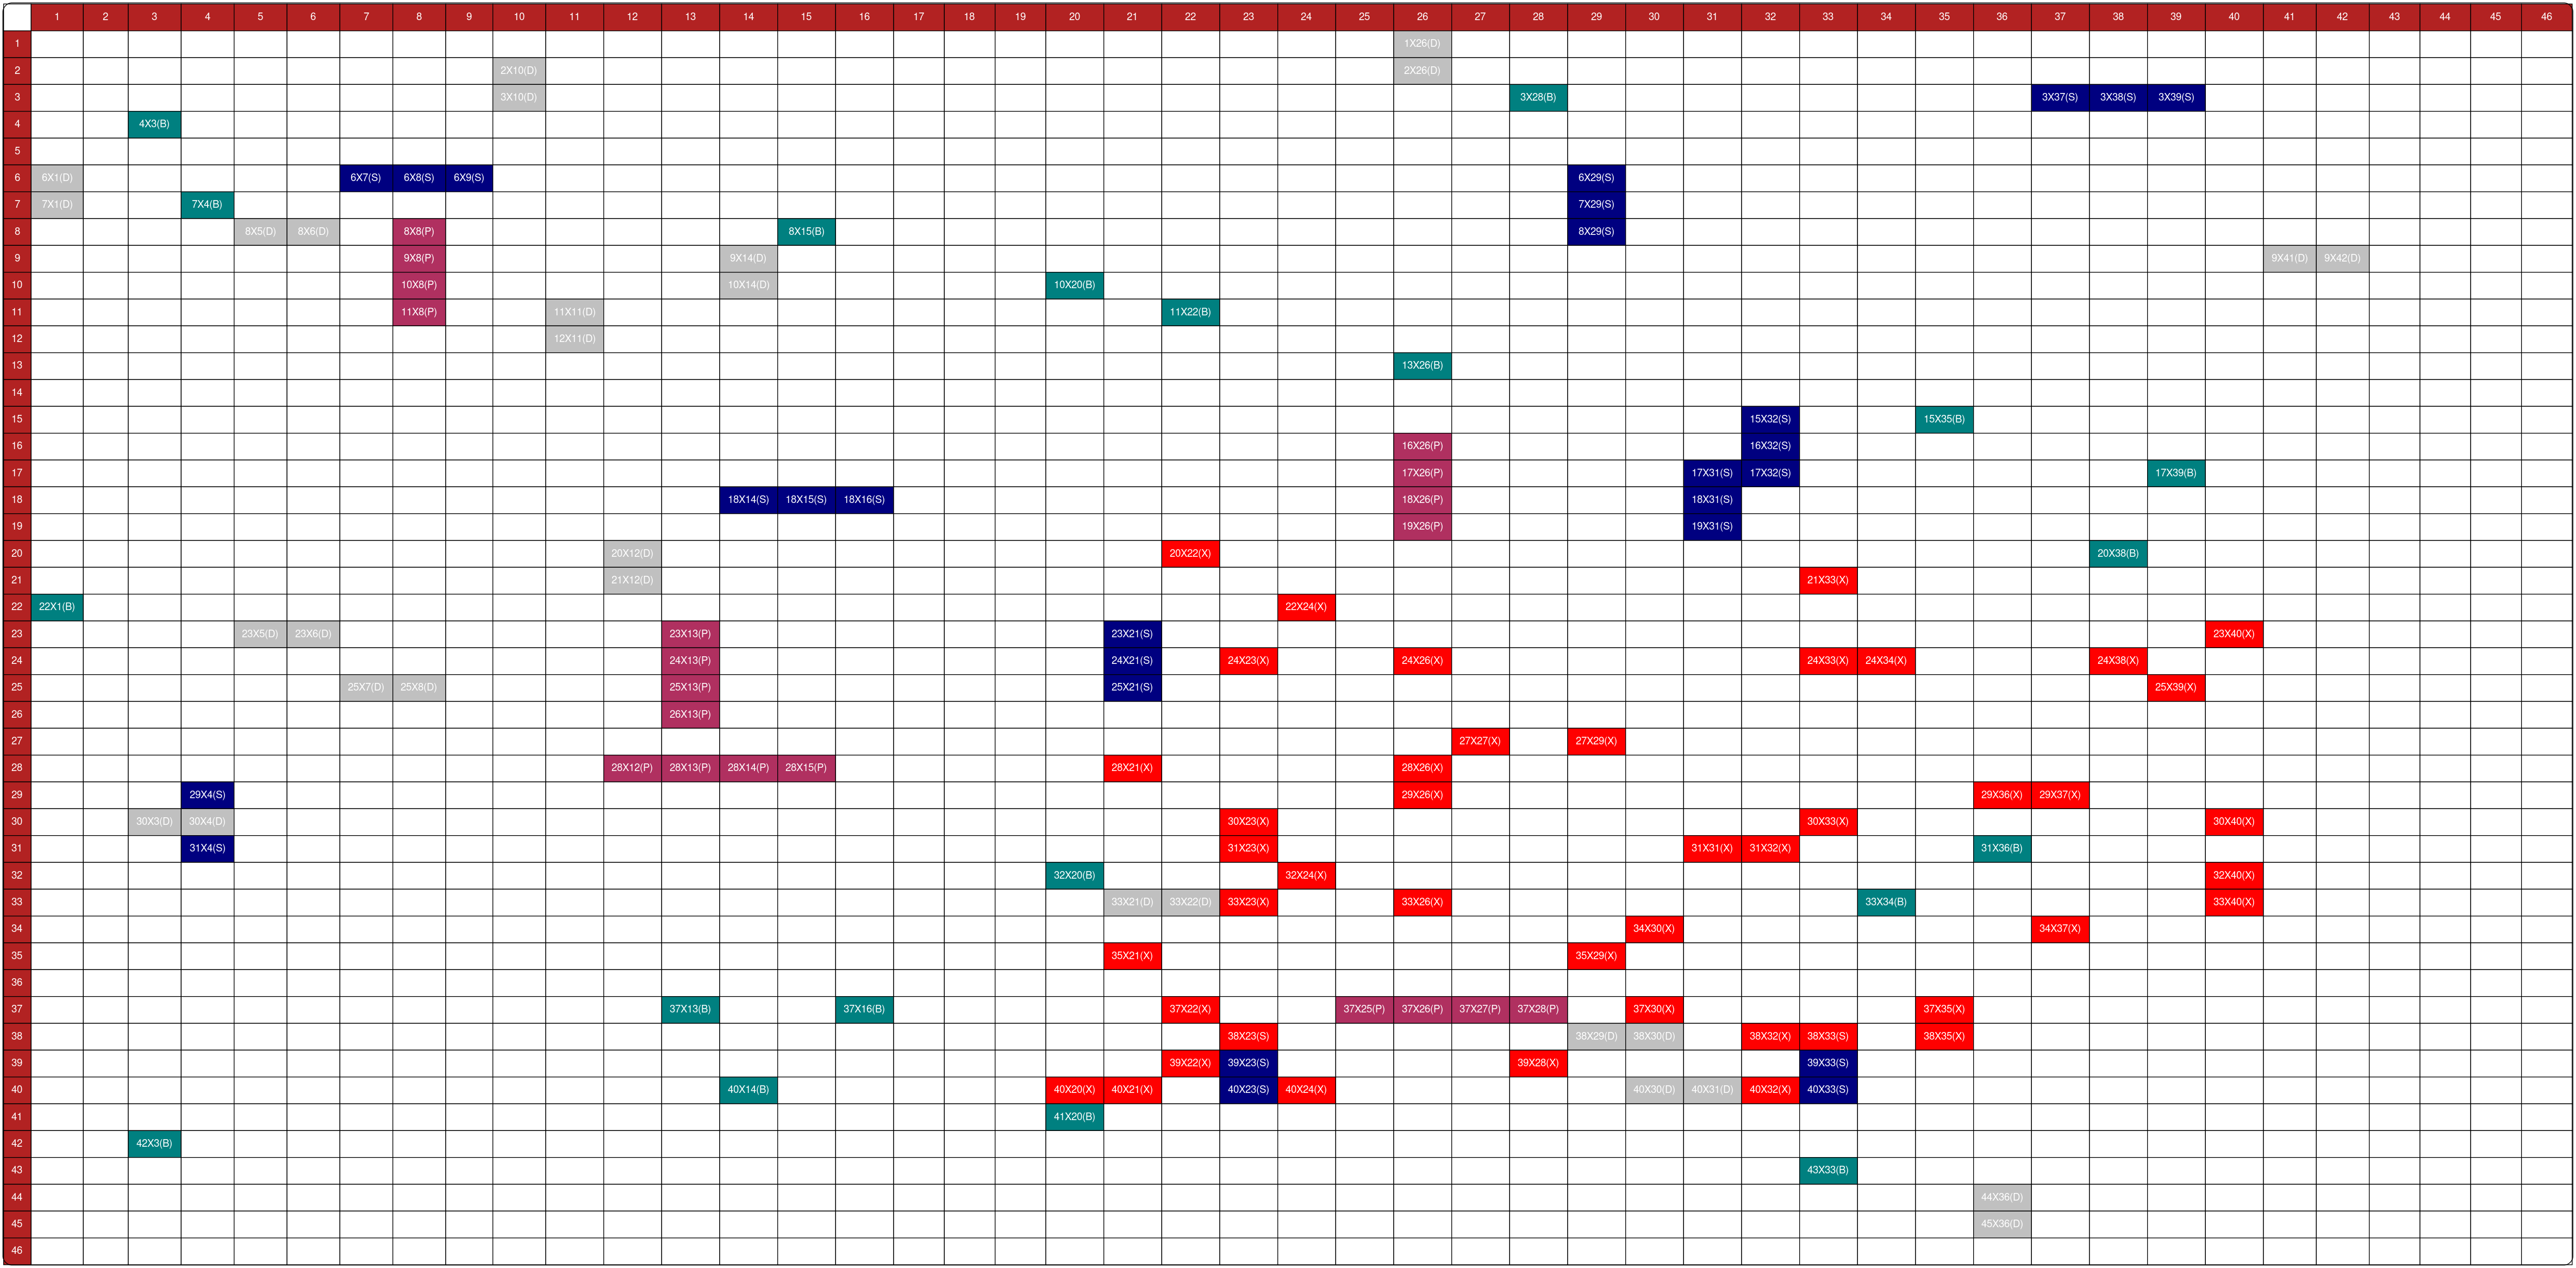 1 2 3 4 5 6 7 8 9 10 11 12 13 14 15 16 17 18 19 20 21 22 23 24 25 26 27 28 29 30 31 32 33 34 35 36 37 38 39 40 41 42 43 44 45 46
1 1X26(D)
2 2X10(D) 2X26(D)
3 3X10(D) 3X28(B) 3X37(S) 3X38(S) 3X39(S)
4 4X3(B)
5
6 6X1(D) 6X7(S) 6X8(S) 6X9(S) 6X29(S)
7 7X1(D) 7X4(B) 7X29(S)
8 8X5(D) 8X6(D) 8X8(P) 8X15(B) 8X29(S)
9 9X8(P) 9X14(D) 9X41(D) 9X42(D)
10 10X8(P) 10X14(D) 10X20(B)
11 11X8(P) 11X11(D) 11X22(B)
12 12X11(D)
13 13X26(B)
14
15 15X32(S) 15X35(B)
16 16X26(P) 16X32(S)
17 17X26(P) 17X31(S) 17X32(S) 17X39(B)
18 18X14(S) 18X15(S) 18X16(S) 18X26(P) 18X31(S)
19 19X26(P) 19X31(S)
20 20X12(D) 20X22(X) 20X38(B)
21 21X12(D) 21X33(X)
22 22X1(B) 22X24(X)
23 23X5(D) 23X6(D) 23X13(P) 23X21(S) 23X40(X)
24 24X13(P) 24X21(S) 24X23(X) 24X26(X) 24X33(X) 24X34(X) 24X38(X)
25 25X7(D) 25X8(D) 25X13(P) 25X21(S) 25X39(X)
26 26X13(P)
27 27X27(X) 27X29(X)
28 28X12(P) 28X13(P) 28X14(P) 28X15(P) 28X21(X) 28X26(X)
29 29X4(S) 29X26(X) 29X36(X) 29X37(X)
30 30X3(D) 30X4(D) 30X23(X) 30X33(X) 30X40(X)
31 31X4(S) 31X23(X) 31X31(X) 31X32(X) 31X36(B)
32 32X20(B) 32X24(X) 32X40(X)
33 33X21(D) 33X22(D) 33X23(X) 33X26(X) 33X34(B) 33X40(X)
34 34X30(X) 34X37(X)
35 35X21(X) 35X29(X)
36
37 37X13(B) 37X16(B) 37X22(X) 37X25(P) 37X26(P) 37X27(P) 37X28(P) 37X30(X) 37X35(X)
38 38X23(S) 38X29(D) 38X30(D) 38X32(X) 38X33(S) 38X35(X)
39 39X22(X) 39X23(S) 39X28(X) 39X33(S)
40 40X14(B) 40X20(X) 40X21(X) 40X23(S) 40X24(X) 40X30(D) 40X31(D) 40X32(X) 40X33(S)
41 41X20(B)
42 42X3(B)
43 43X33(B)
44 44X36(D)
45 45X36(D)
46